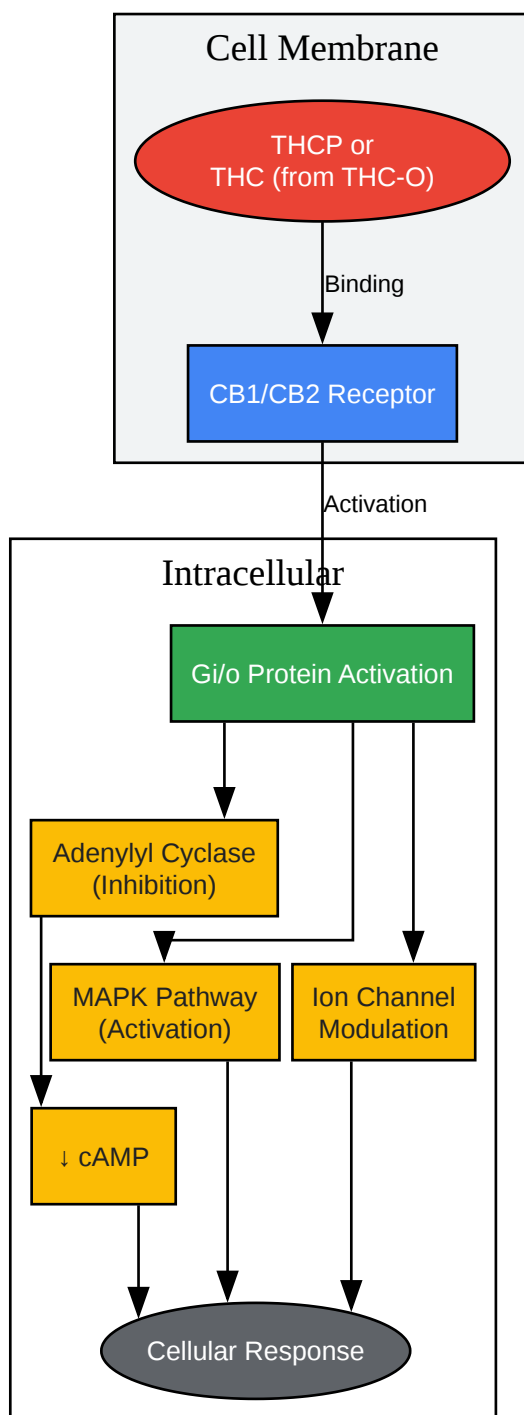 Cell Membrane
THCP or
THC (from THC-O)
Binding
CB1/CB2 Receptor
Activation
Intracellular
Gi/o Protein Activation
Adenylyl Cyclase
(Inhibition)
MAPK Pathway
(Activation)
Ion Channel
Modulation
↓ cAMP
Cellular Response